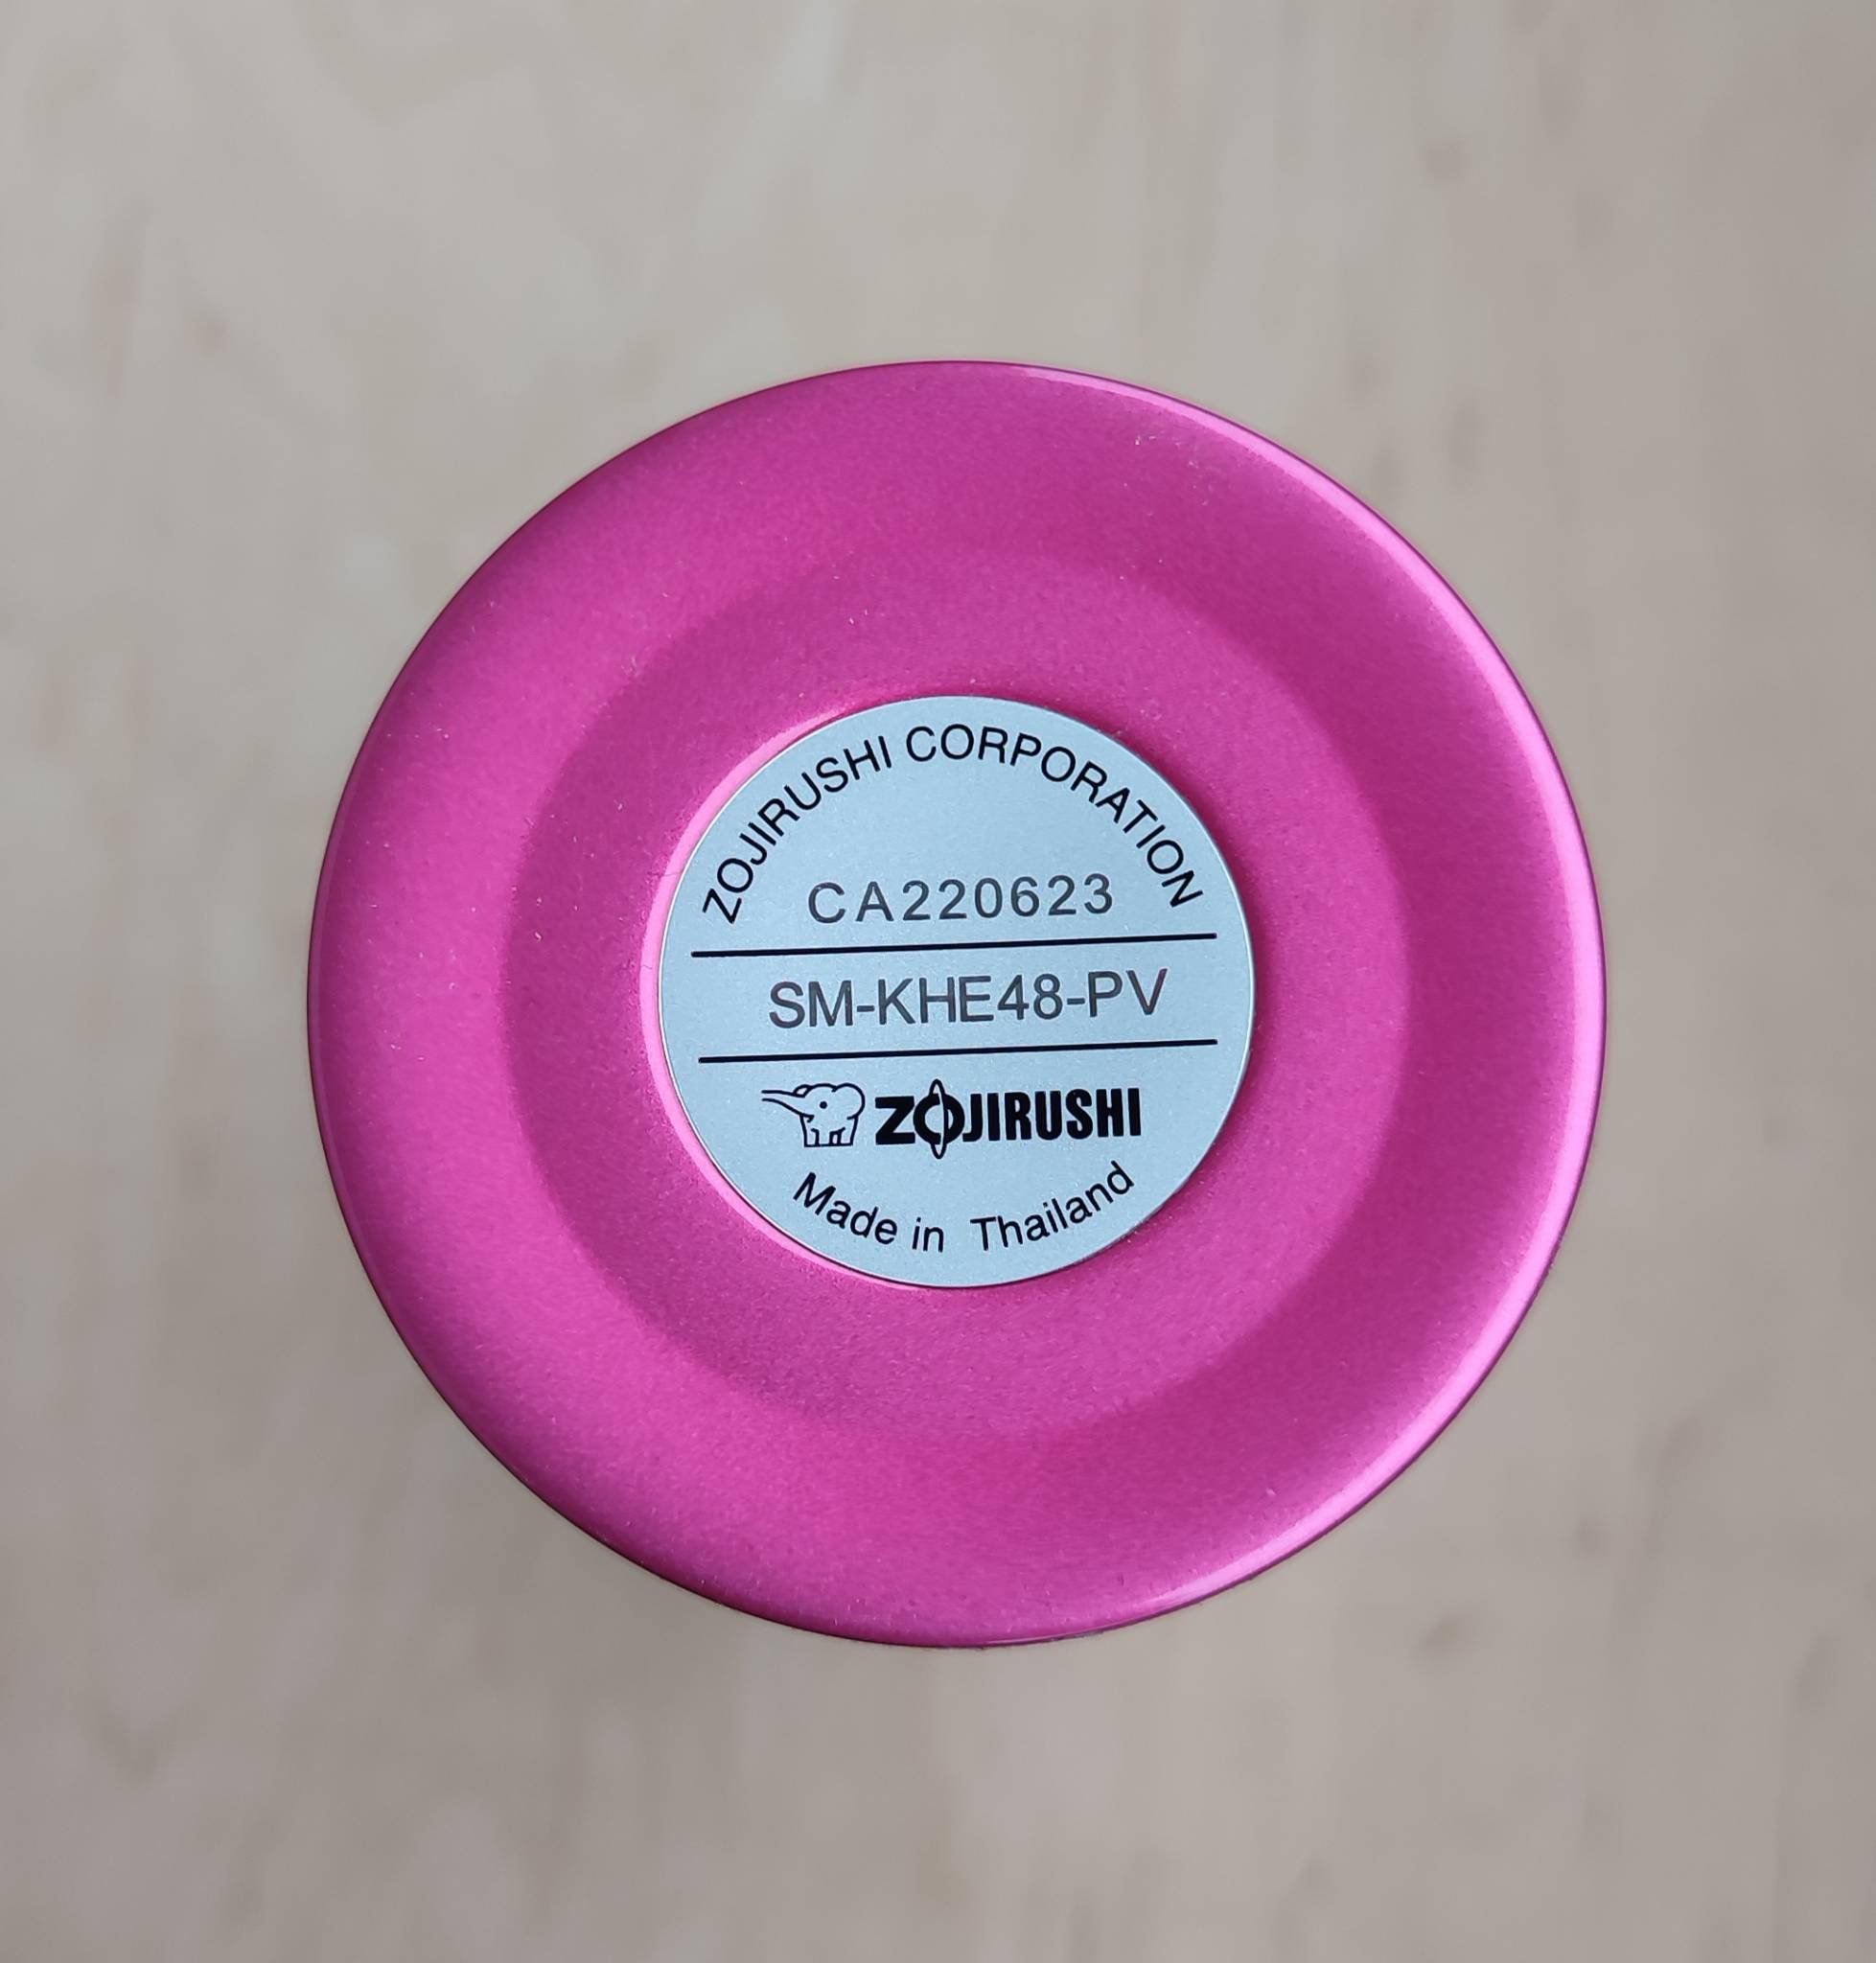 ZOJIRUSHI CORPORATION
CA220623
SM-KHE48-PV
ZOJIRUSHI
Made in Thailand